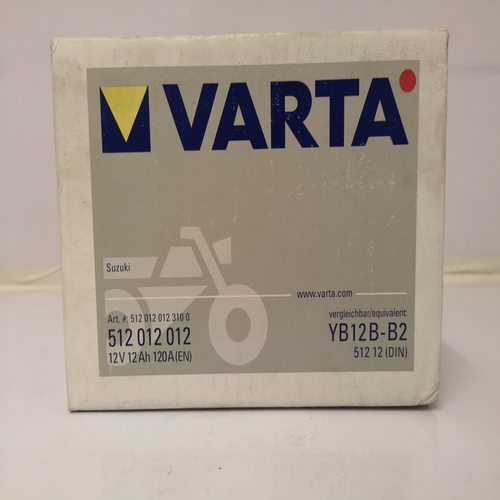 VARTA
Suzuki
www.varta.com
Art. #: 512 012 012 310 0
512 012 012
12V 12Ah 120A(EN)
vergleichbar/equivalent:
YB12B-B2
512 12 (DIN)